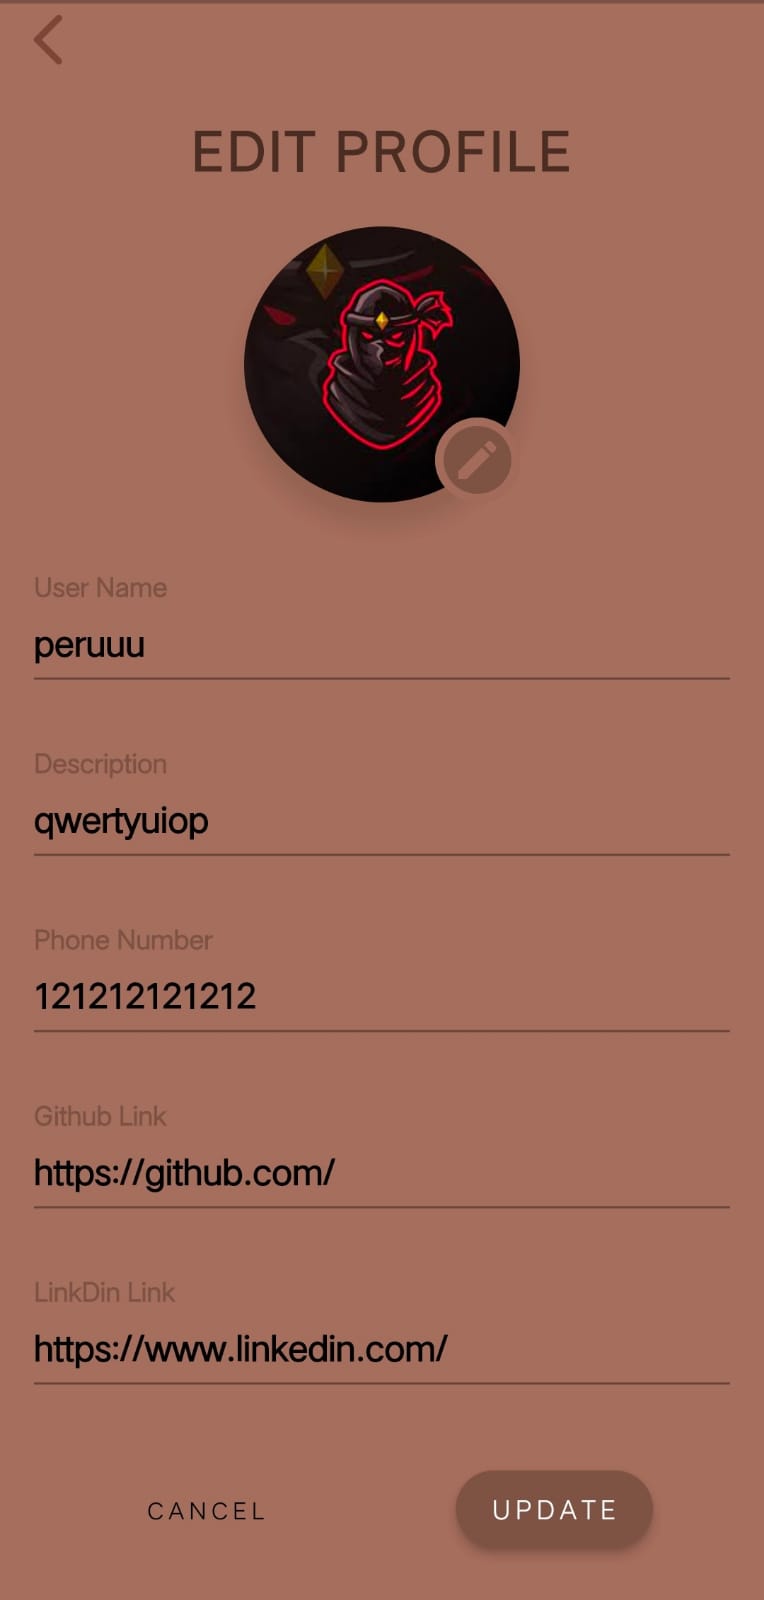 EDIT PROFILE
User Name
peruuu
Description
qwertyuiop
Phone Number
121212121212
Github Link
https://github.com/
LinkDin Link
https://www.linkedin.com/
CANCEL
UPDATE